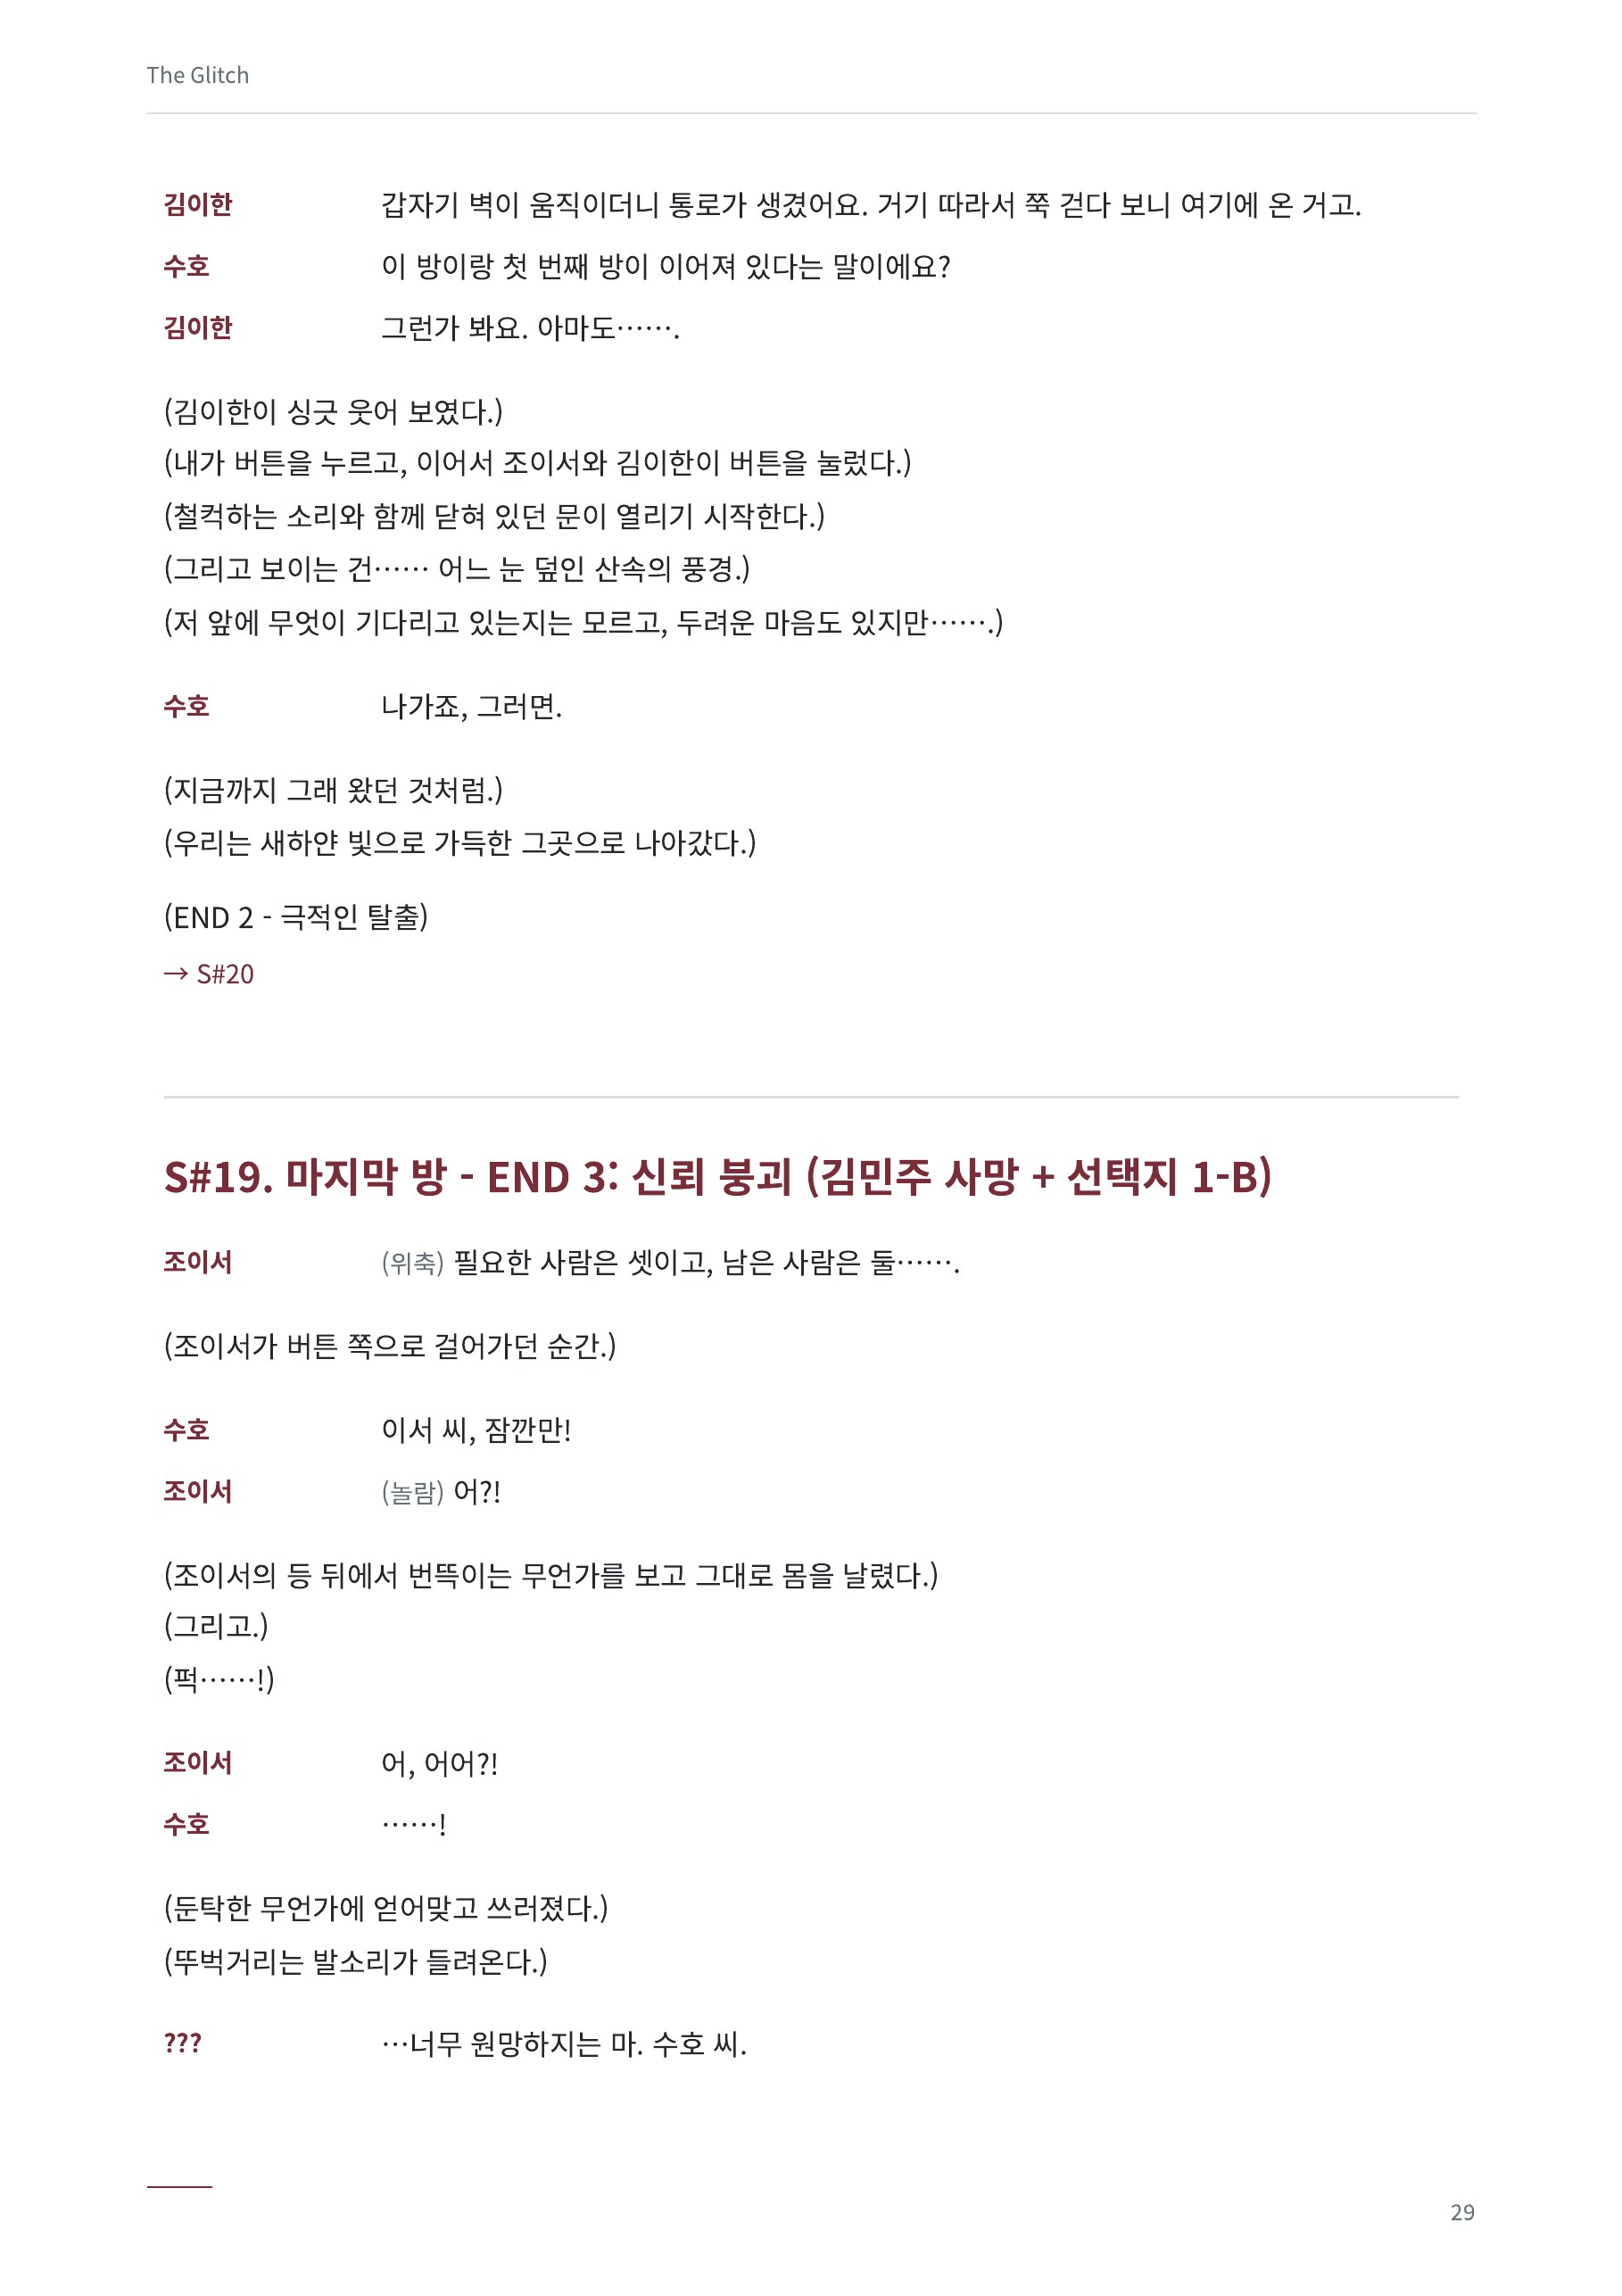 The Glitch
김이한 갑자기 벽이 움직이더니 통로가 생겼어요. 거기 따라서 쭉 걷다 보니 여기에 온 거고.
수호 이 방이랑 첫 번째 방이 이어져 있다는 말이에요?
김이한 그런가 봐요. 아마도⋯⋯.
(김이한이 싱긋 웃어 보였다.)
(내가 버튼을 누르고, 이어서 조이서와 김이한이 버튼을 눌렀다.)
(철컥하는 소리와 함께 닫혀 있던 문이 열리기 시작한다.)
(그리고 보이는 건⋯⋯ 어느 눈 덮인 산속의 풍경.)
(저 앞에 무엇이 기다리고 있는지는 모르고, 두려운 마음도 있지만⋯⋯.)
수호 나가죠, 그러면.
(지금까지 그래 왔던 것처럼.)
(우리는 새하얀 빛으로 가득한 그곳으로 나아갔다.)
(END 2 - 극적인 탈출)
→ S#20
S#19. 마지막 방 - END 3: 신뢰 붕괴 (김민주 사망 + 선택지 1-B)
조이서 (위축) 필요한 사람은 셋이고, 남은 사람은 둘⋯⋯.
(조이서가 버튼 쪽으로 걸어가던 순간.)
수호 이서 씨, 잠깐만!
조이서 (놀람) 어?!
(조이서의 등 뒤에서 번뜩이는 무언가를 보고 그대로 몸을 날렸다.)
(그리고.)
(퍽⋯⋯!)
조이서 어, 어어?!
수호 ⋯⋯!
(둔탁한 무언가에 얻어맞고 쓰러졌다.)
(뚜벅거리는 발소리가 들려온다.)
??? ⋯너무 원망하지는 마. 수호 씨.
29